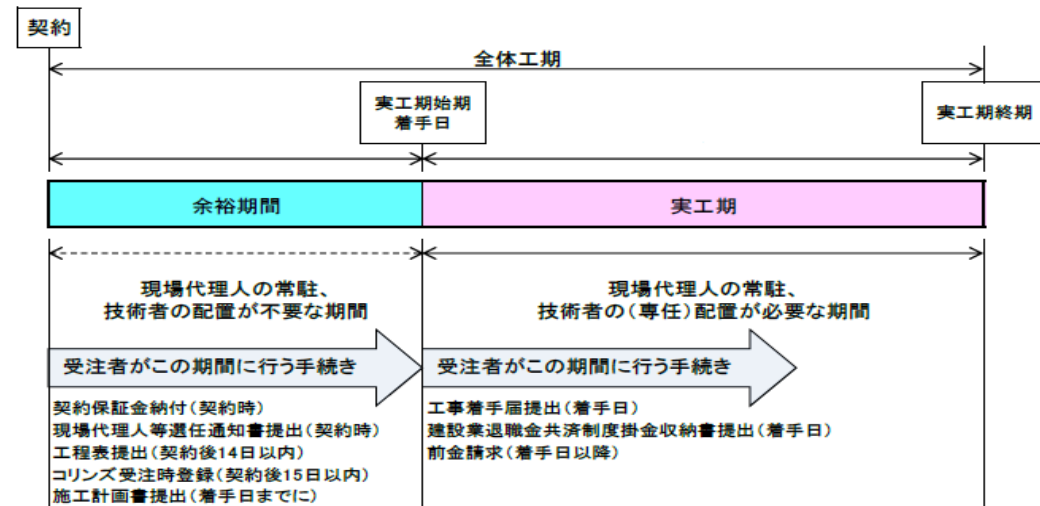 契約
全体工期
実工期始期
着手日
実工期終期
余裕期間
実工期
現場代理人の常駐、
技術者の配置が不要な期間
現場代理人の常駐、
技術者の（専任）配置が必要な期間
受注者がこの期間に行う手続き
受注者がこの期間に行う手続き
契約保証金納付（契約時）
現場代理人等選任通知書提出（契約時）
工程表提出（契約後14日以内）
コリンズ受注時登録（契約後15日以内）
施工計画書提出（着手日までに）
工事着手届提出（着手日）
建設業退職金共済制度掛金収納書提出（着手日）
前金請求（着手日以降）